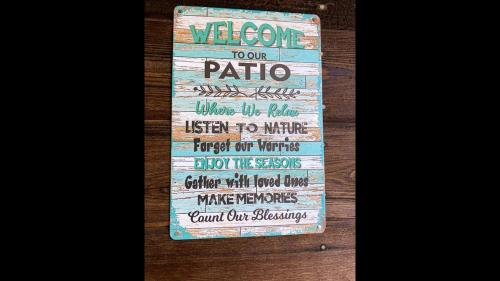 WELCOME
TO OUR
PATIO
Where We Relax
LISTEN TO NATURE
Forget our Worries
ENJOY THE SEASONS
Gather with loved Ones
MAKE MEMORIES
Count Our Blessings